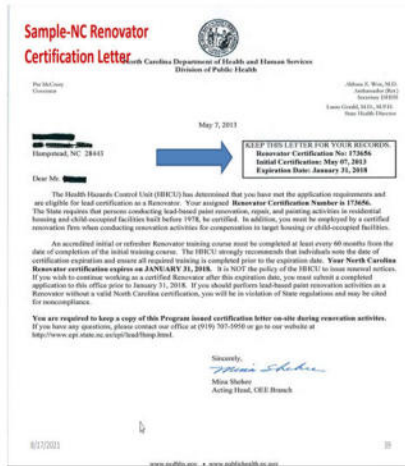 Sample-NC Renovator
Certification Letter
North Carolina Department of Health and Human Services
Division of Public Health
Pat McCrory
Governor
Aldona Z. Wos, M.D.
Ambassador (Ret.)
Secretary DHHS
Laura Gerald, M.D., M.P.H.
State Health Director
May 7, 2013
KEEP THIS LETTER FOR YOUR RECORDS.
Renovator Certification No: 173656
Initial Certification: May 07, 2013
Expiration Date: January 31, 2018
Hampstead, NC 28443
Dear Mr.
The Health Hazards Control Unit (HHCU) has determined that you have met the application requirements and
are eligible for lead certification as a Renovator. Your assigned Renovator Certification Number is 173656.
The State requires that persons conducting lead-based paint renovation, repair, and painting activities in residential
housing and child-occupied facilities built before 1978, be certified. In addition, you must be employed by a certified
renovation firm when conducting renovation activities for compensation in target housing or child-occupied facilities.
An accredited initial or refresher Renovator training course must be completed at least every 60 months from the
date of completion of the initial training course. The HHCU strongly recommends that individuals note the date of
certification expiration and ensure all required training is completed prior to the expiration date. Your North Carolina
Renovator certification expires on JANUARY 31, 2018. It is NOT the policy of the HHCU to issue renewal notices.
If you wish to continue working as a certified Renovator after this expiration date, you must submit a completed
application to this office prior to January 31, 2018. If you should perform lead-based paint renovation activities as a
Renovator without a valid North Carolina certification, you will be in violation of State regulations and may be cited
for noncompliance.
You are required to keep a copy of this Program issued certification letter on-site during renovation activities.
If you have any questions, please contact our office at (919) 707-5950 or go to our website at
http://www.epi.state.nc.us/epi/lead/lhmp.html.
Sincerely,
Mina Shehee
Mina Shehee
Acting Head, OEE Branch
8/17/2021
39